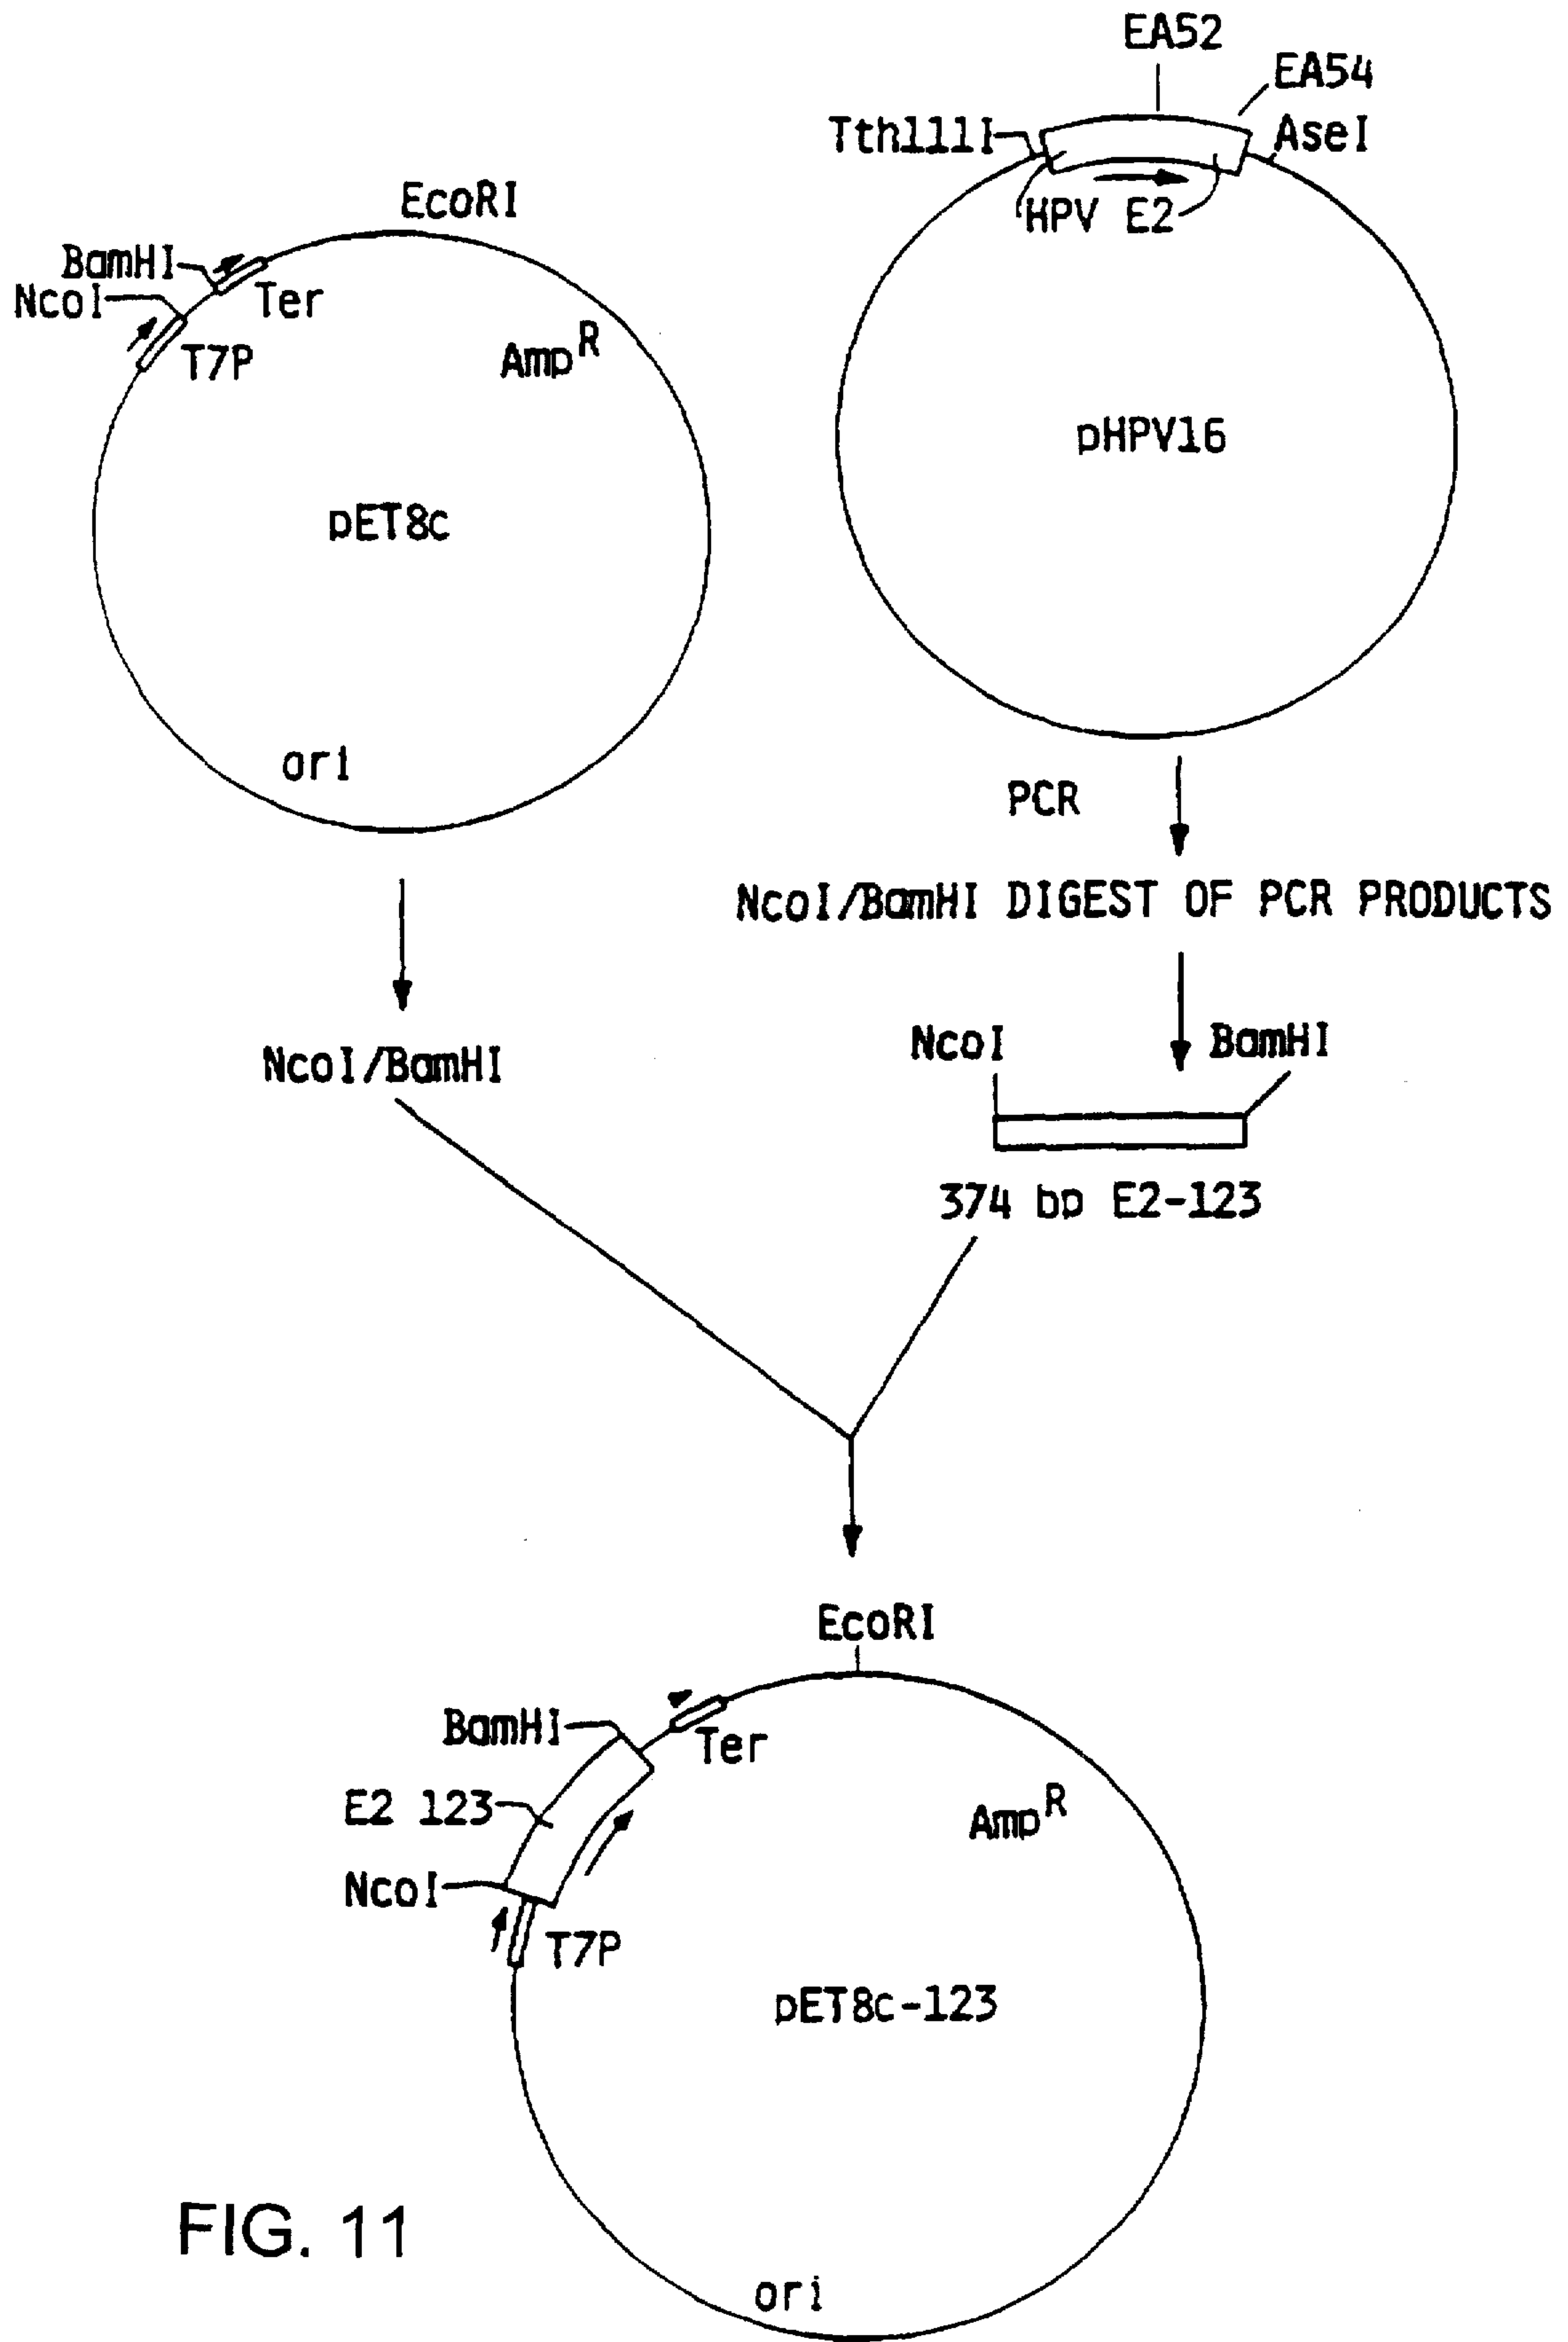 EA52
EA54
Tth111I
AseI
HPV E2
EcoRI
BamHI
NcoI
Ter
T7P
Amp^R
pHPV16
pET8c
ori
PCR
NcoI/BamHI DIGEST OF PCR PRODUCTS
NcoI/BamHI
NcoI
BamHI
374 bp E2-123
EcoRI
BamHI
Ter
E2 123
Amp^R
NcoI
T7P
pET8c-123
FIG. 11
ori